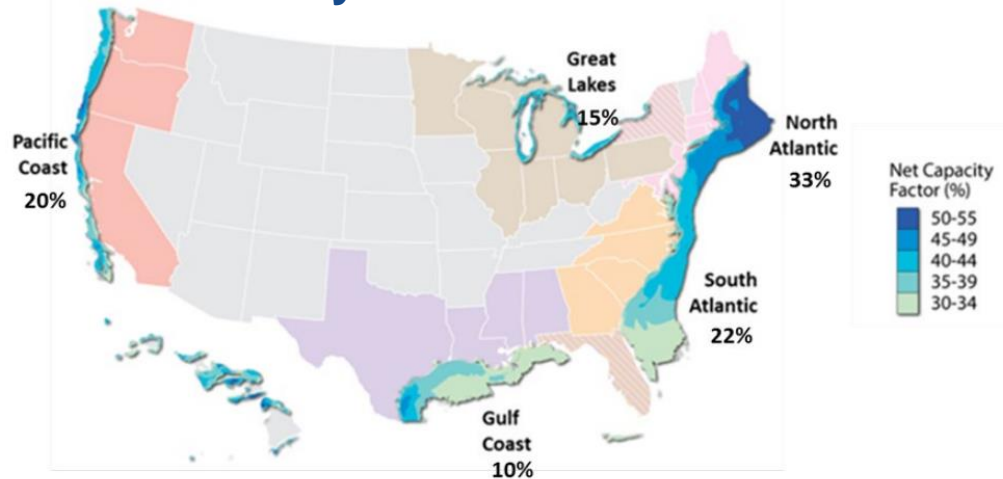 Great
Lakes
15%
North
Atlantic
33%
Pacific
Coast
20%
Net Capacity
Factor (%)
50-55
45-49
40-44
35-39
30-34
South
Atlantic
22%
Gulf
Coast
10%